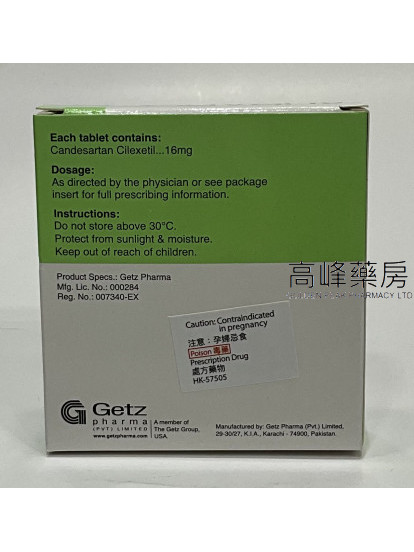 Each tablet contains:
Candesartan Cilexetil...16mg
Dosage:
As directed by the physician or see package
insert for full prescribing information.
Instructions:
Do not store above 30°C.
Protect from sunlight & moisture.
Keep out of reach of children.
Product Specs.: Getz Pharma
Mfg. Lic. No.: 000284
Reg. No.: 007340-EX
高峰藥房
PHARMACY LTD
Caution: Contraindicated
in pregnancy
注意：孕婦忌食
Poison 毒藥
Prescription Drug
處方藥物
HK-57505
Getz
pharma
(PVT) LIMITED
www.getzpharma.com
A member of
The Getz Group,
USA.
Manufactured by: Getz Pharma (Pvt.) Limited,
29-30/27, K.I.A., Karachi - 74900, Pakistan.